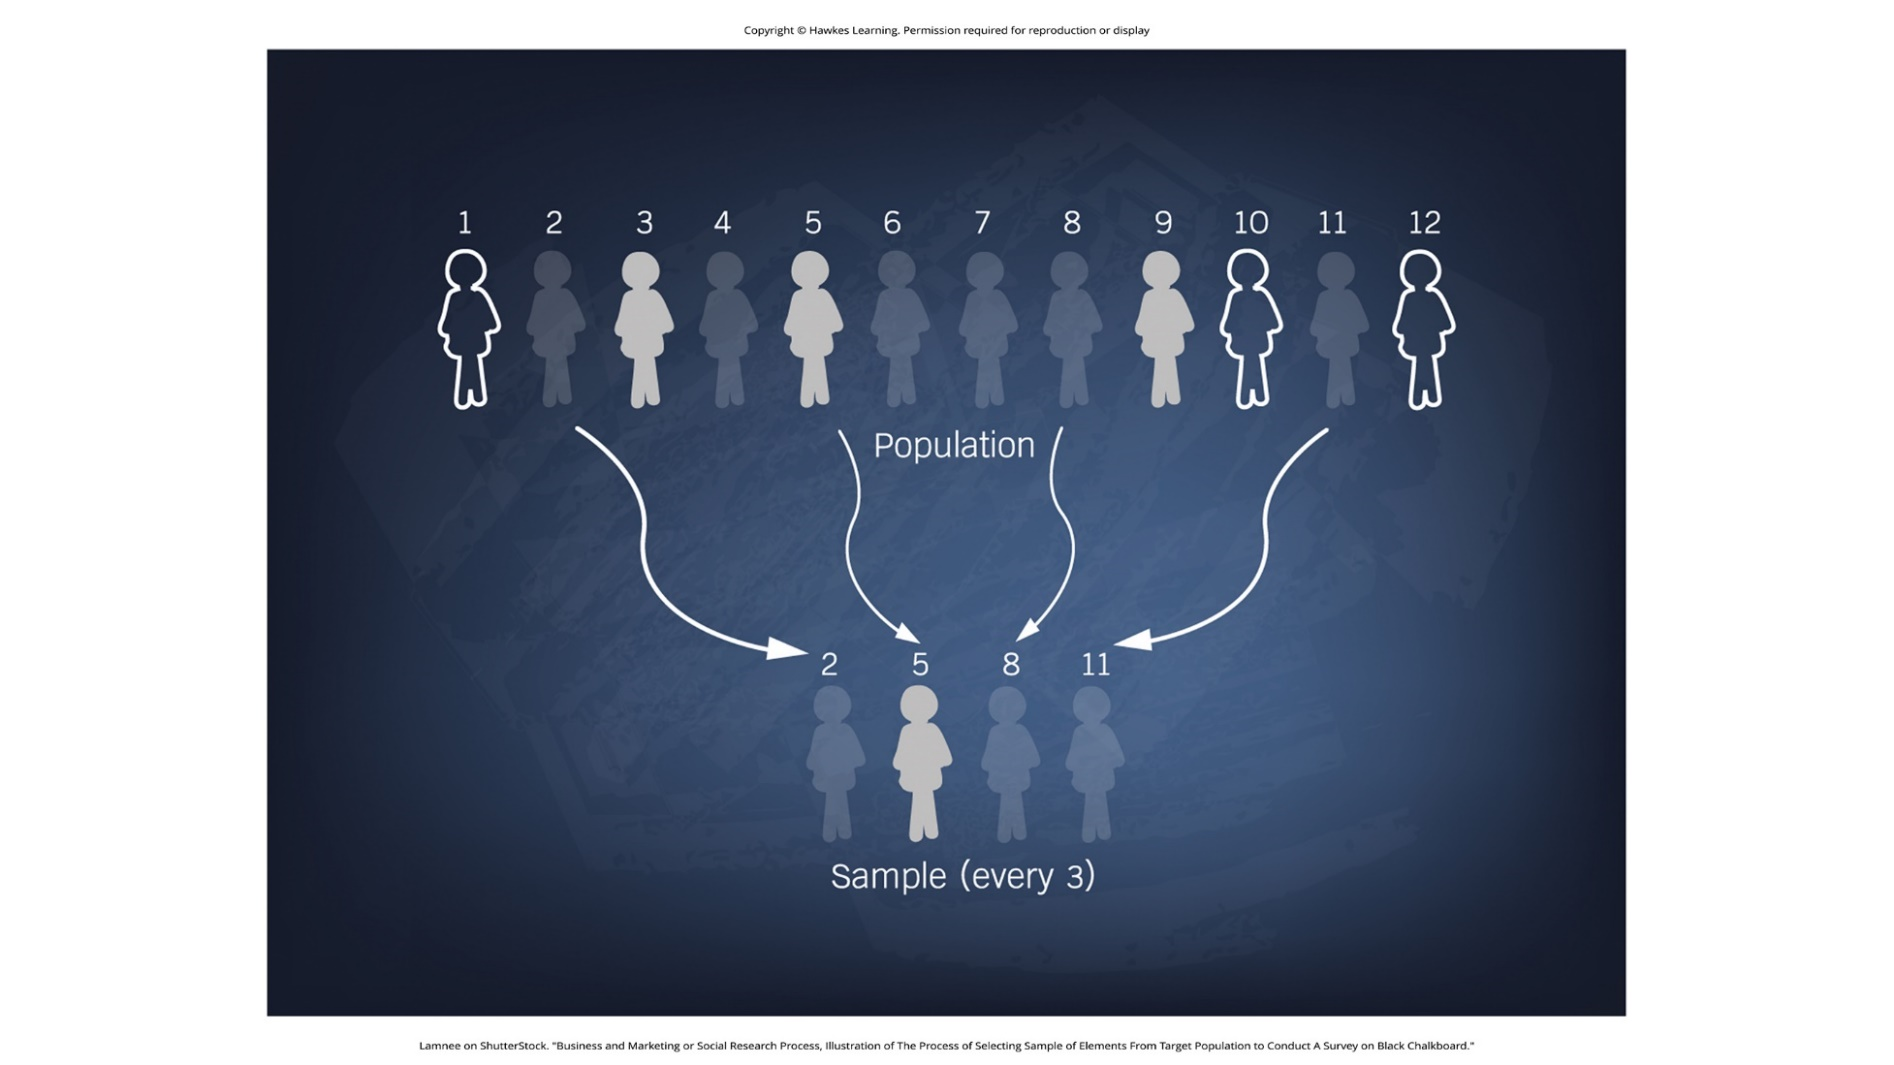 Copyright © Hawkes Learning. Permission required for reproduction or display
1 2 3 4 5 6 7 8 9 10 11 12
Population
2 5 8 11
Sample (every 3)
Lamnee on ShutterStock. "Business and Marketing or Social Research Process, Illustration of The Process of Selecting Sample of Elements From Target Population to Conduct A Survey on Black Chalkboard."